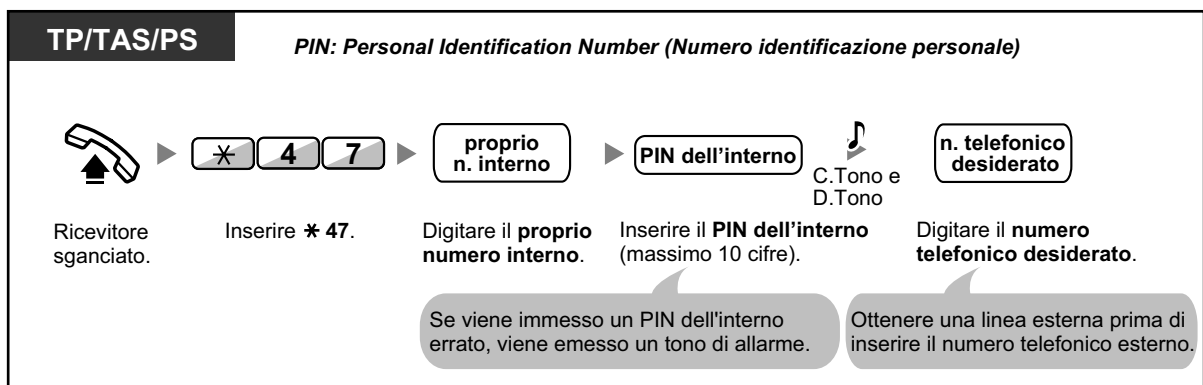 TP/TAS/PS
PIN: Personal Identification Number (Numero identificazione personale)
✳ 4 7
proprio
n. interno
PIN dell’interno
C.Tono e
D.Tono
n. telefonico
desiderato
Ricevitore
sganciato.
Inserire ✳ 47.
Digitare il proprio
numero interno.
Inserire il PIN dell’interno
(massimo 10 cifre).
Digitare il numero
telefonico desiderato.
Se viene immesso un PIN dell'interno
errato, viene emesso un tono di allarme.
Ottenere una linea esterna prima di
inserire il numero telefonico esterno.